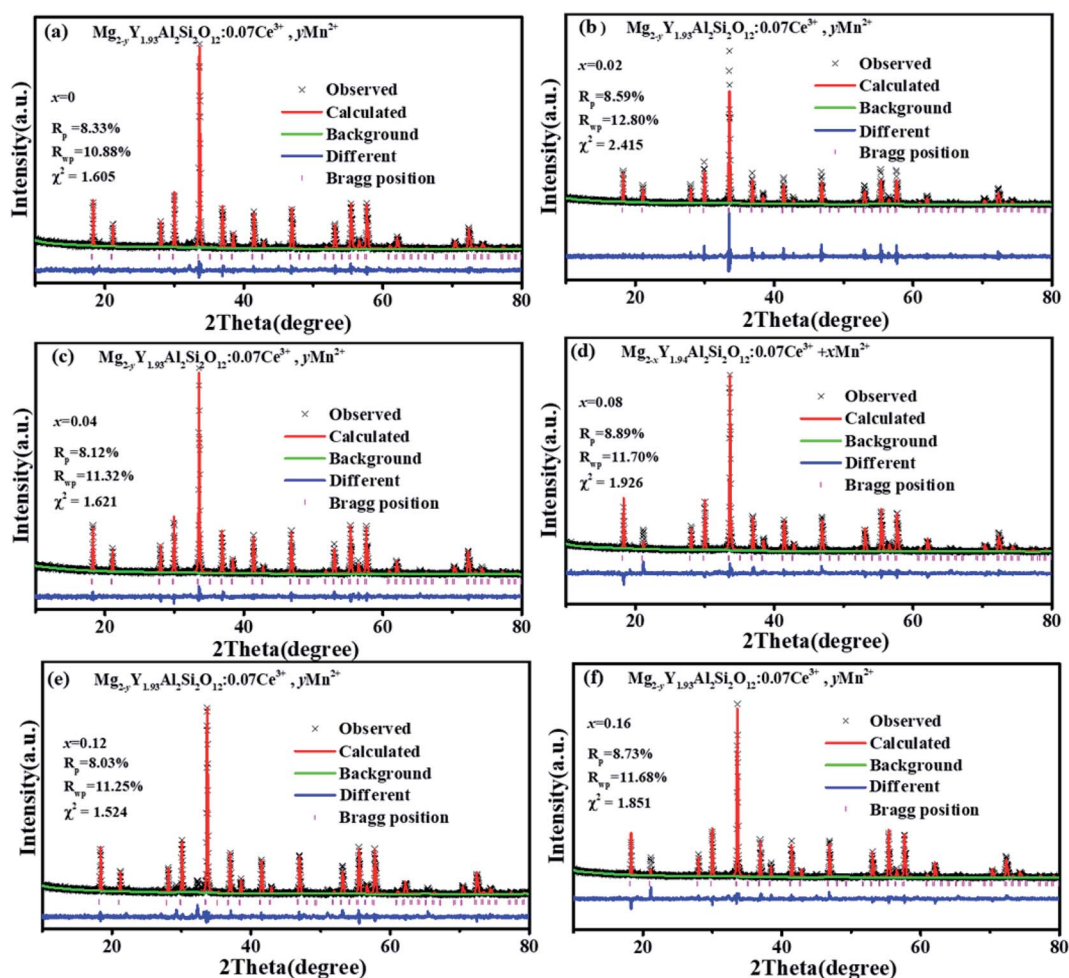 (a) Mg2-yY1.93Al2Si2O12:0.07Ce3+ , yMn2+
x=0
Rp =8.33%
Rwp =10.88%
χ2 = 1.605
Observed
Calculated
Background
Different
Bragg position
Intensity(a.u.)
20 40 60 80
2Theta(degree)
(b) Mg2-yY1.93Al2Si2O12:0.07Ce3+ , yMn2+
x=0.02
Rp =8.59%
Rwp =12.80%
χ2 = 2.415
Observed
Calculated
Background
Different
Bragg position
Intensity(a.u.)
20 40 60 80
2Theta(degree)
(c) Mg2-yY1.93Al2Si2O12:0.07Ce3+ , yMn2+
x=0.04
Rp =8.12%
Rwp =11.32%
χ2 = 1.621
Observed
Calculated
Background
Different
Bragg position
Intensity(a.u.)
20 40 60 80
2Theta(degree)
(d) Mg2-xY1.94Al2Si2O12:0.07Ce3+ +xMn2+
x=0.08
Rp =8.89%
Rwp =11.70%
χ2 = 1.926
Observed
Calculated
Background
Different
Bragg position
Intensity(a.u.)
20 40 60 80
2Theta(degree)
(e) Mg2-yY1.93Al2Si2O12:0.07Ce3+ , yMn2+
x=0.12
Rp =8.03%
Rwp =11.25%
χ2 = 1.524
Observed
Calculated
Background
Different
Bragg position
Intensity(a.u.)
20 40 60 80
2Theta(degree)
(f) Mg2-yY1.93Al2Si2O12:0.07Ce3+ , yMn2+
x=0.16
Rp =8.73%
Rwp =11.68%
χ2 = 1.851
Observed
Calculated
Background
Different
Bragg position
Intensity(a.u.)
20 40 60 80
2Theta(degree)